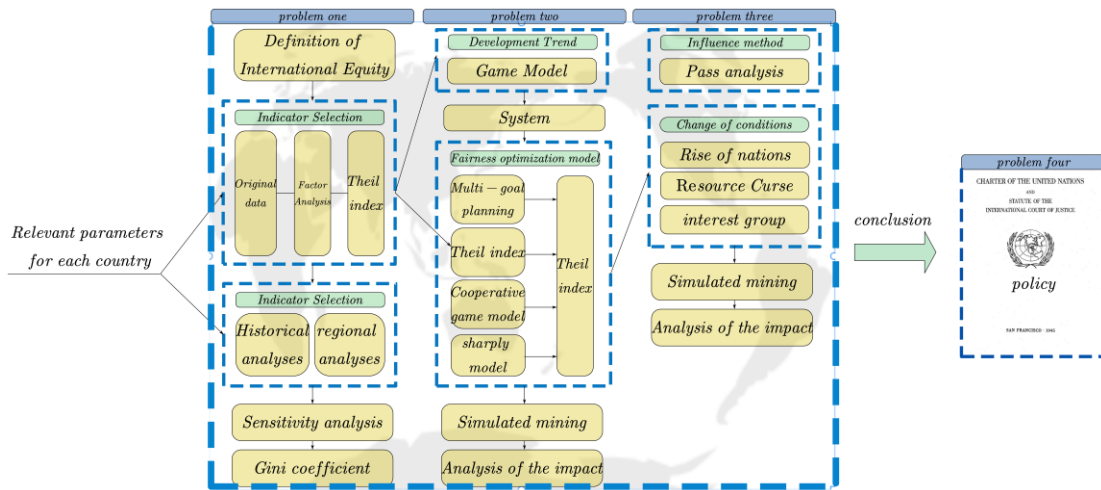 problem one
Definition of
International Equity
Indicator Selection
Original
data
Factor
Analysis
Theil
index
Relevant parameters
for each country
Indicator Selection
Historical
analyses
regional
analyses
Sensitivity analysis
Gini coefficient
problem two
Development Trend
Game Model
System
Fairness optimization model
Multi − goal
planning
Theil index
Cooperative
game model
sharply
model
Theil
index
Simulated mining
Analysis of the impact
problem three
Influence method
Pass analysis
Change of conditions
Rise of nations
Resource Curse
interest group
Simulated mining
Analysis of the impact
conclusion
problem four
CHARTER OF THE UNITED NATIONS
AND
STATUTE OF THE
INTERNATIONAL COURT OF JUSTICE
policy
SAN FRANCISCO · 1945